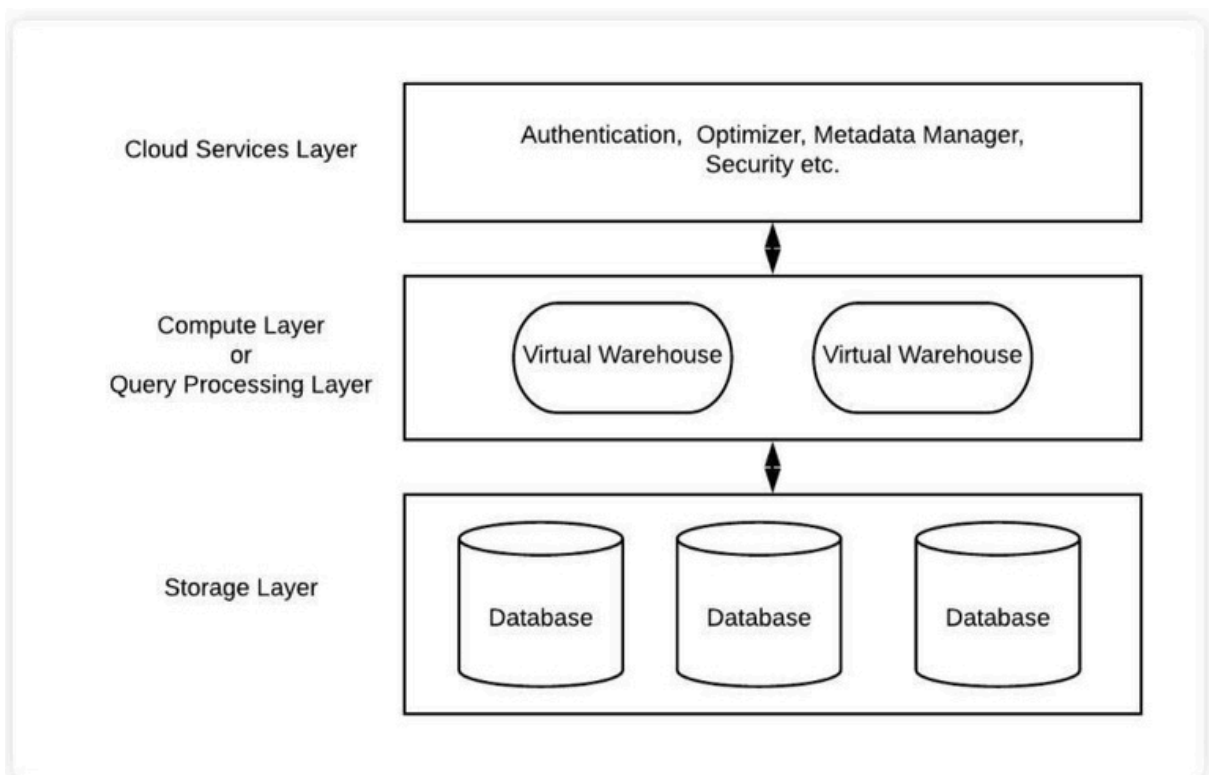 Cloud Services Layer
Authentication,  Optimizer, Metadata Manager,
Security etc.
Compute Layer
or
Query Processing Layer
Virtual Warehouse
Virtual Warehouse
Storage Layer
Database
Database
Database